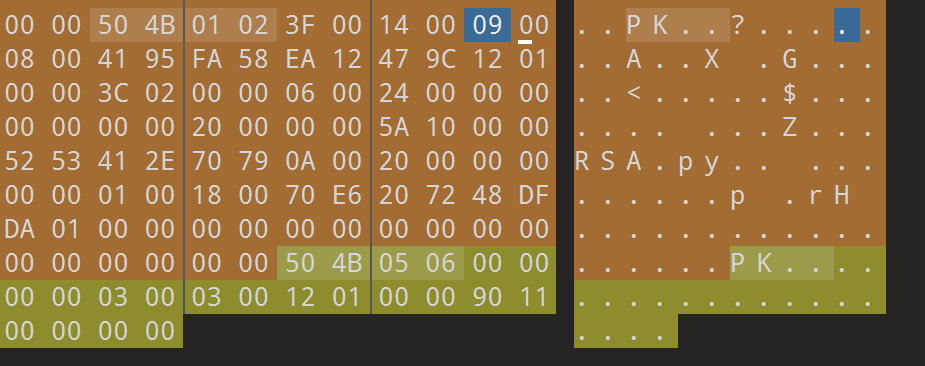 00 00 50 4B 01 02 3F 00 14 00 09 00 . . P K . . ? . . . . .
08 00 41 95 FA 58 EA 12 47 9C 12 01 . . A . . X . G . . .
00 00 3C 02 00 00 06 00 24 00 00 00 . . < . . . . . $ . . .
00 00 00 00 20 00 00 00 5A 10 00 00 . . . . . . . Z . . .
52 53 41 2E 70 79 0A 00 20 00 00 00 R S A . p y . . . . .
00 00 01 00 18 00 70 E6 20 72 48 DF . . . . . . p . r H
DA 01 00 00 00 00 00 00 00 00 00 00 . . . . . . . . . . . .
00 00 00 00 00 00 50 4B 05 06 00 00 . . . . . . P K . . . .
00 00 03 00 03 00 12 01 00 00 90 11 . . . . . . . . . . . .
00 00 00 00 . . . .